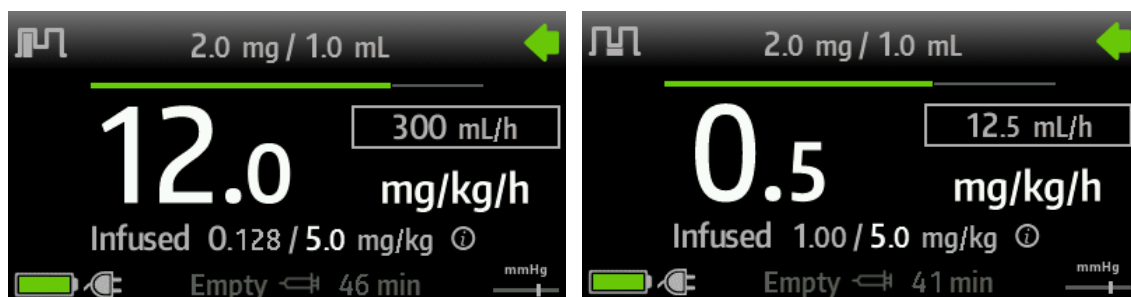 2.0 mg / 1.0 mL
12.0
300 mL/h
mg/kg/h
Infused 0.128 / 5.0 mg/kg i
Empty 46 min
mmHg
2.0 mg / 1.0 mL
0.5
12.5 mL/h
mg/kg/h
Infused 1.00 / 5.0 mg/kg i
Empty 41 min
mmHg